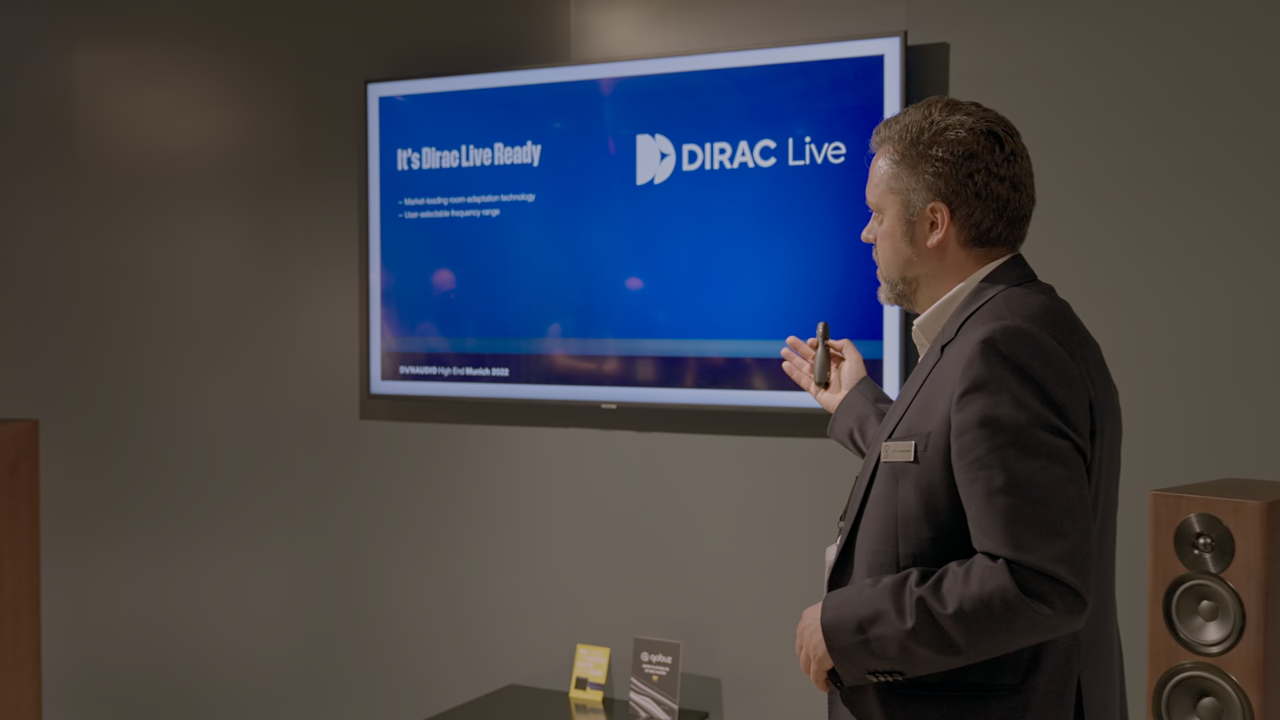 It's Dirac Live Ready
– Market-leading room-adaptation technology
– User-selectable frequency range
DIRAC Live
DYNAUDIO High End Munich 2022
qobuz